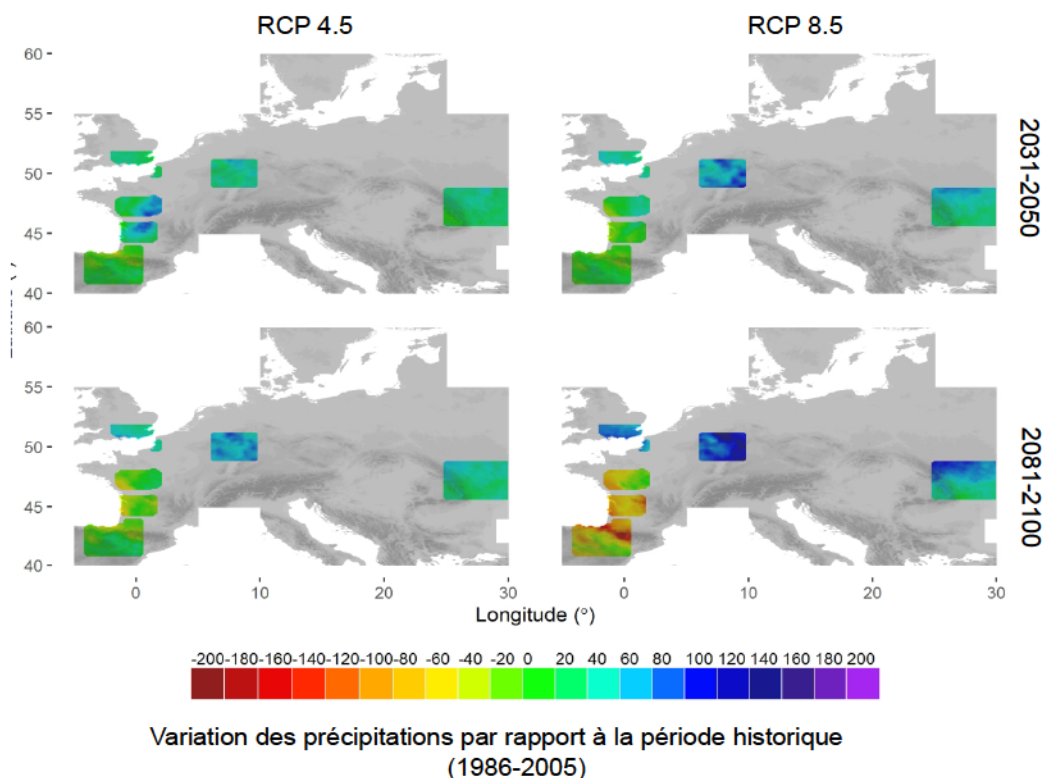 RCP 4.5
RCP 8.5
60
55
50
45
40
2031-2050
60
55
50
45
40
2081-2100
0 10 20 30
0 10 20 30
Longitude (°)
-200 -180 -160 -140 -120 -100 -80 -60 -40 -20 0 20 40 60 80 100 120 140 160 180 200
Variation des précipitations par rapport à la période historique
(1986-2005)